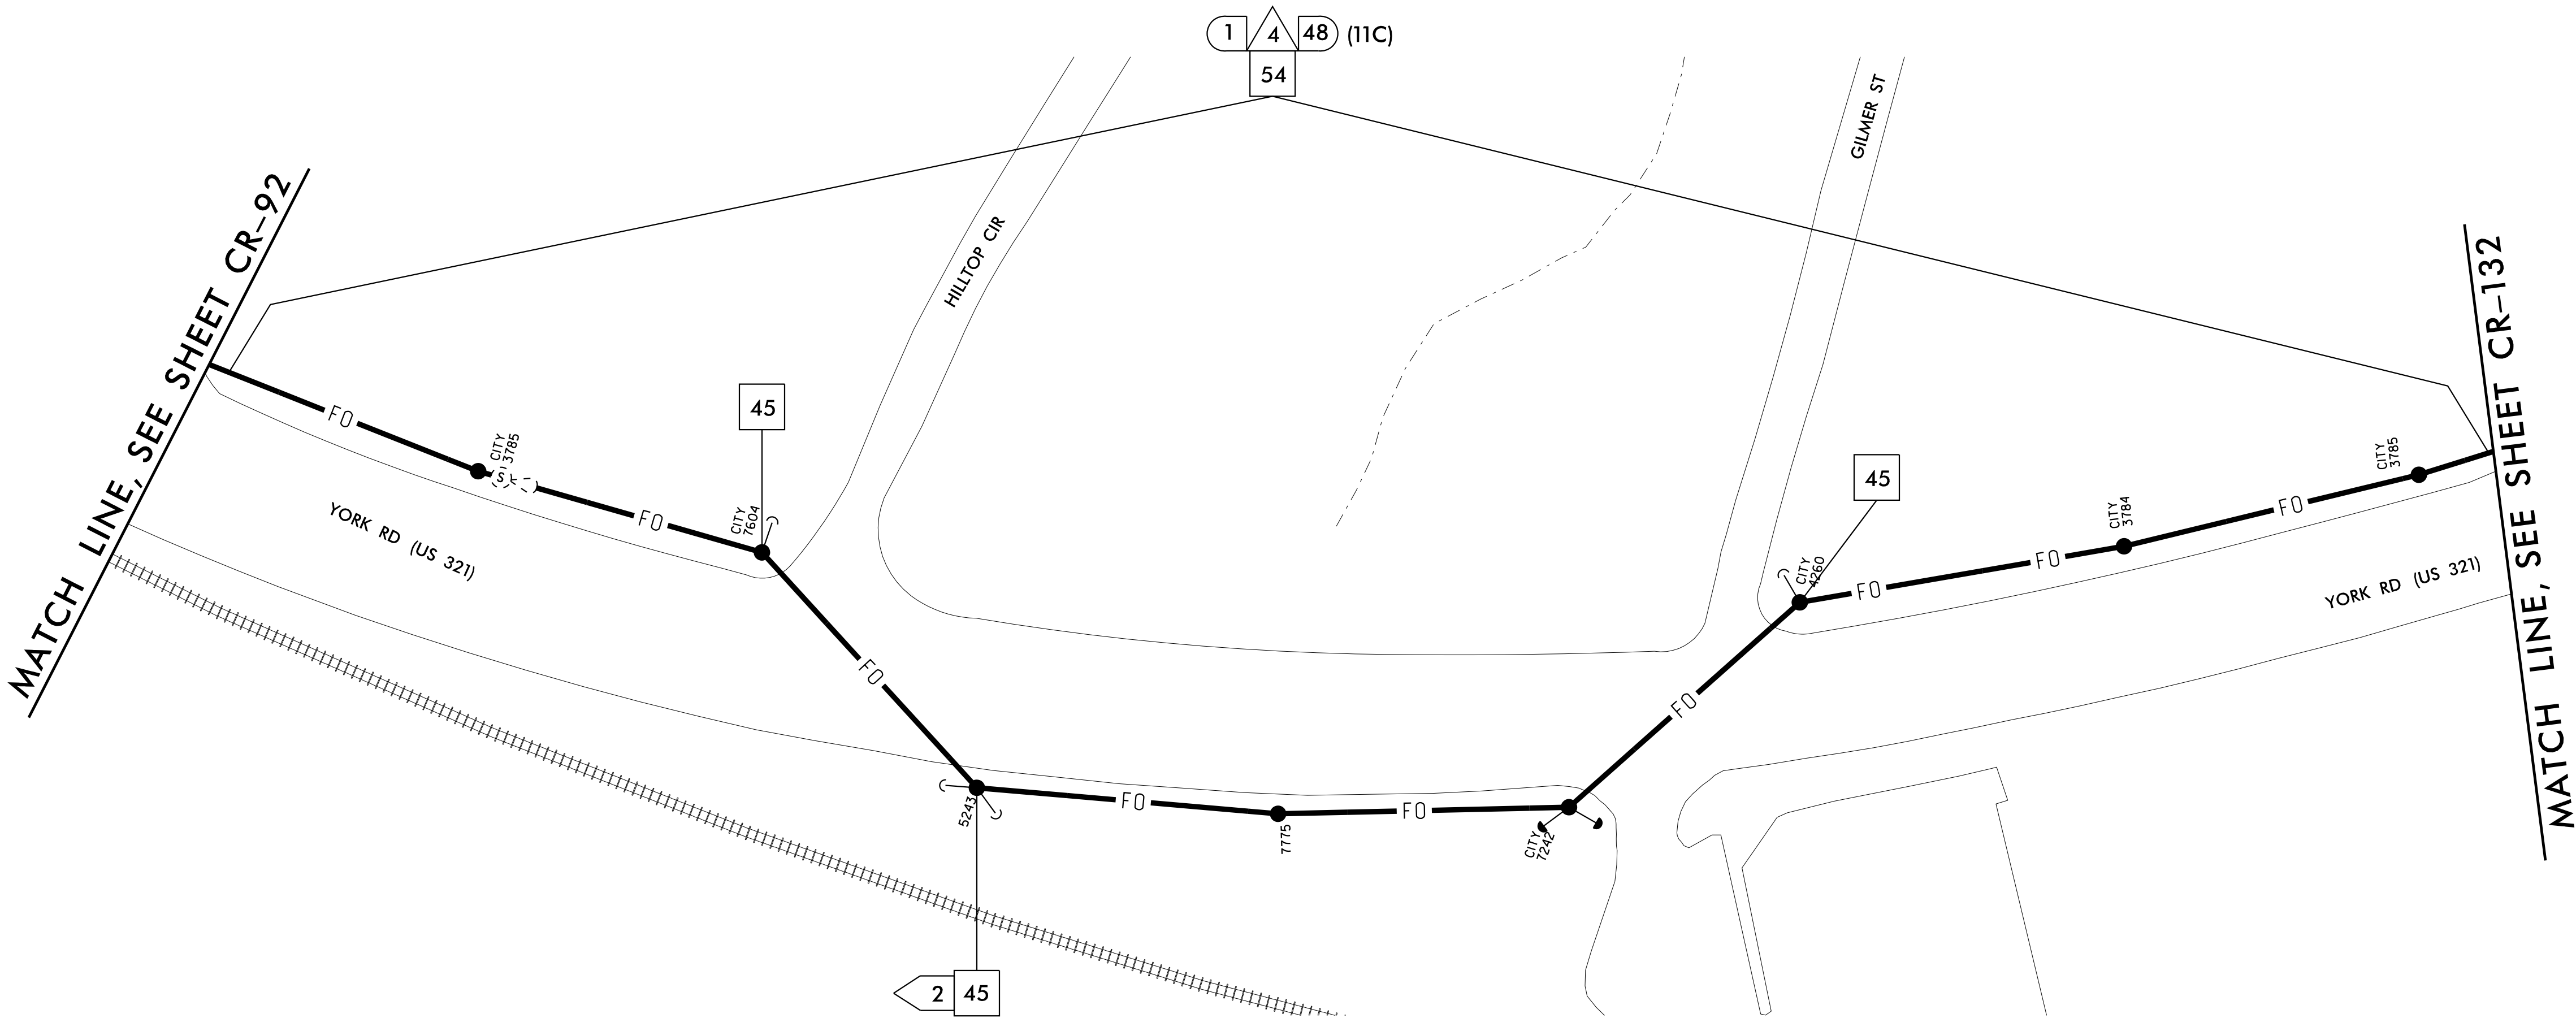 1 4 48 (11C)
54
MATCH LINE, SEE SHEET CR-92
HILLTOP CIR
GILMER ST
MATCH LINE, SEE SHEET CR-132
45
FO
CITY
3785
S
FO
CITY
7604
YORK RD (US 321)
45
CITY
4260
FO
FO
CITY
3784
FO
CITY
3785
YORK RD (US 321)
FO
FO
5243
FO
7775
FO
CITY
7242
2 45